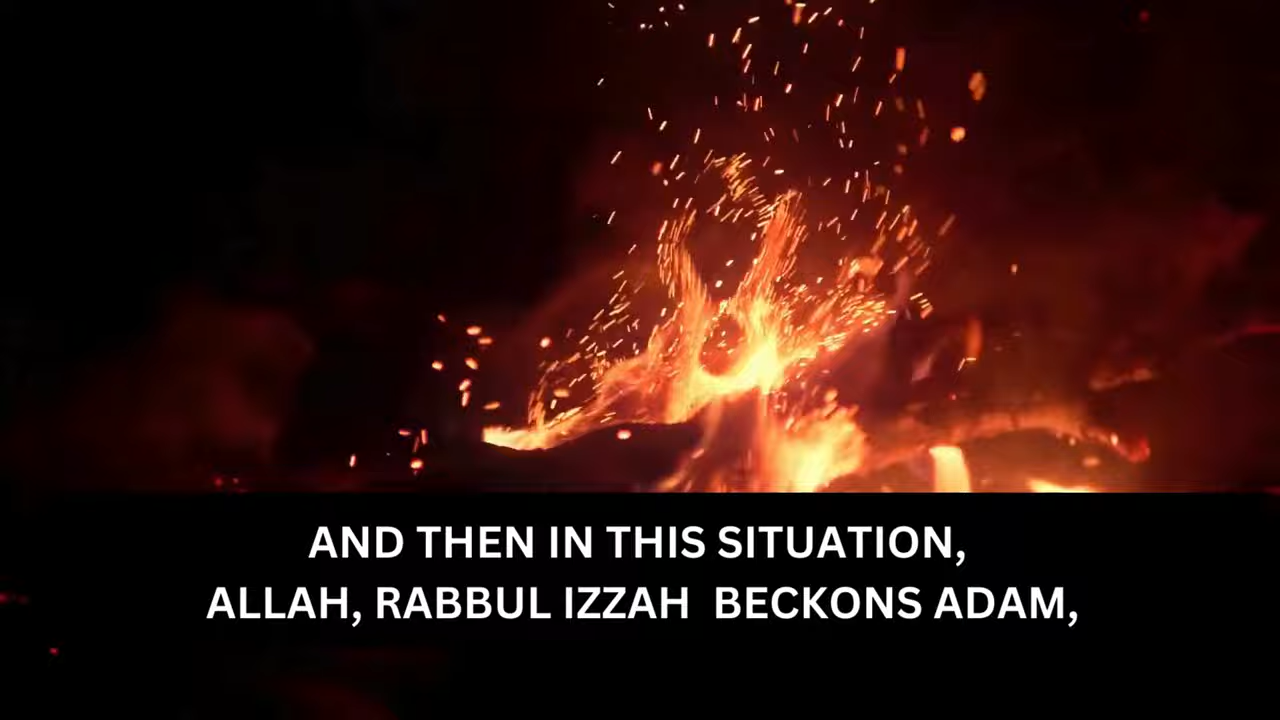 AND THEN IN THIS SITUATION,
ALLAH, RABBUL IZZAH BECKONS ADAM,